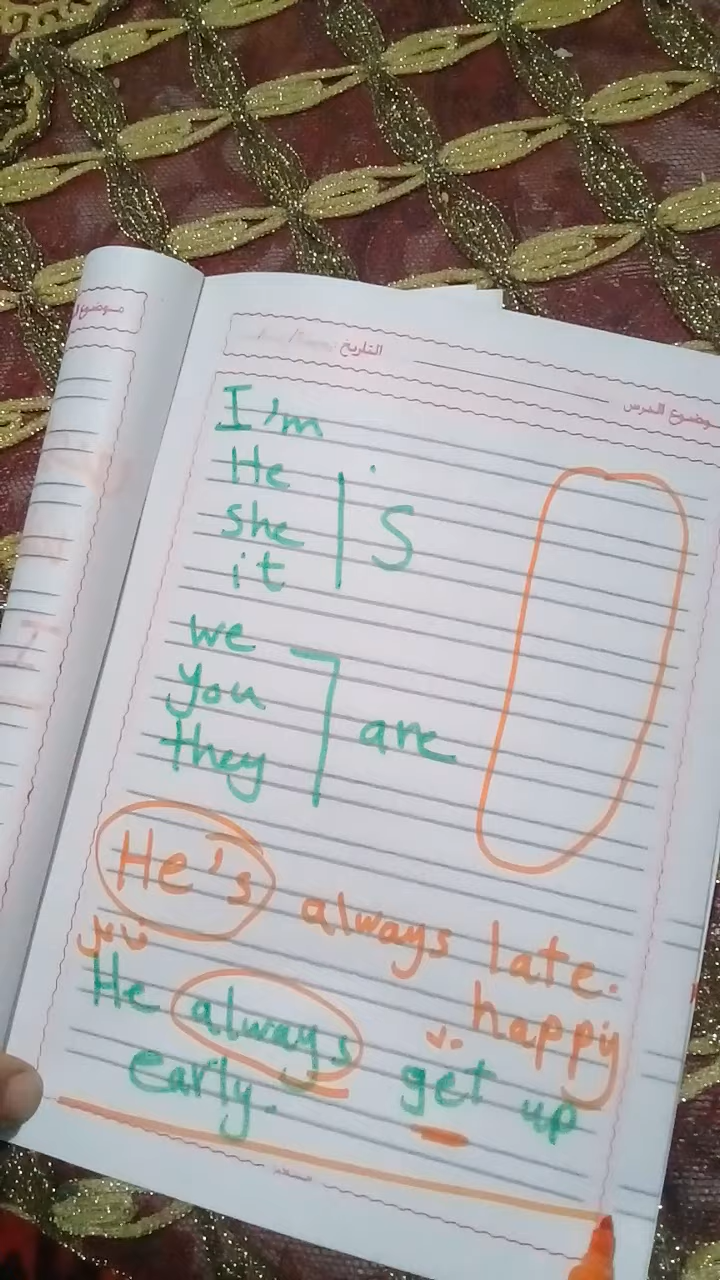 التاريخ:
موضوع الدرس
I'm
He
she
it
's
we
you
they
are
He's always late.
happy
He always get up
v.
early.